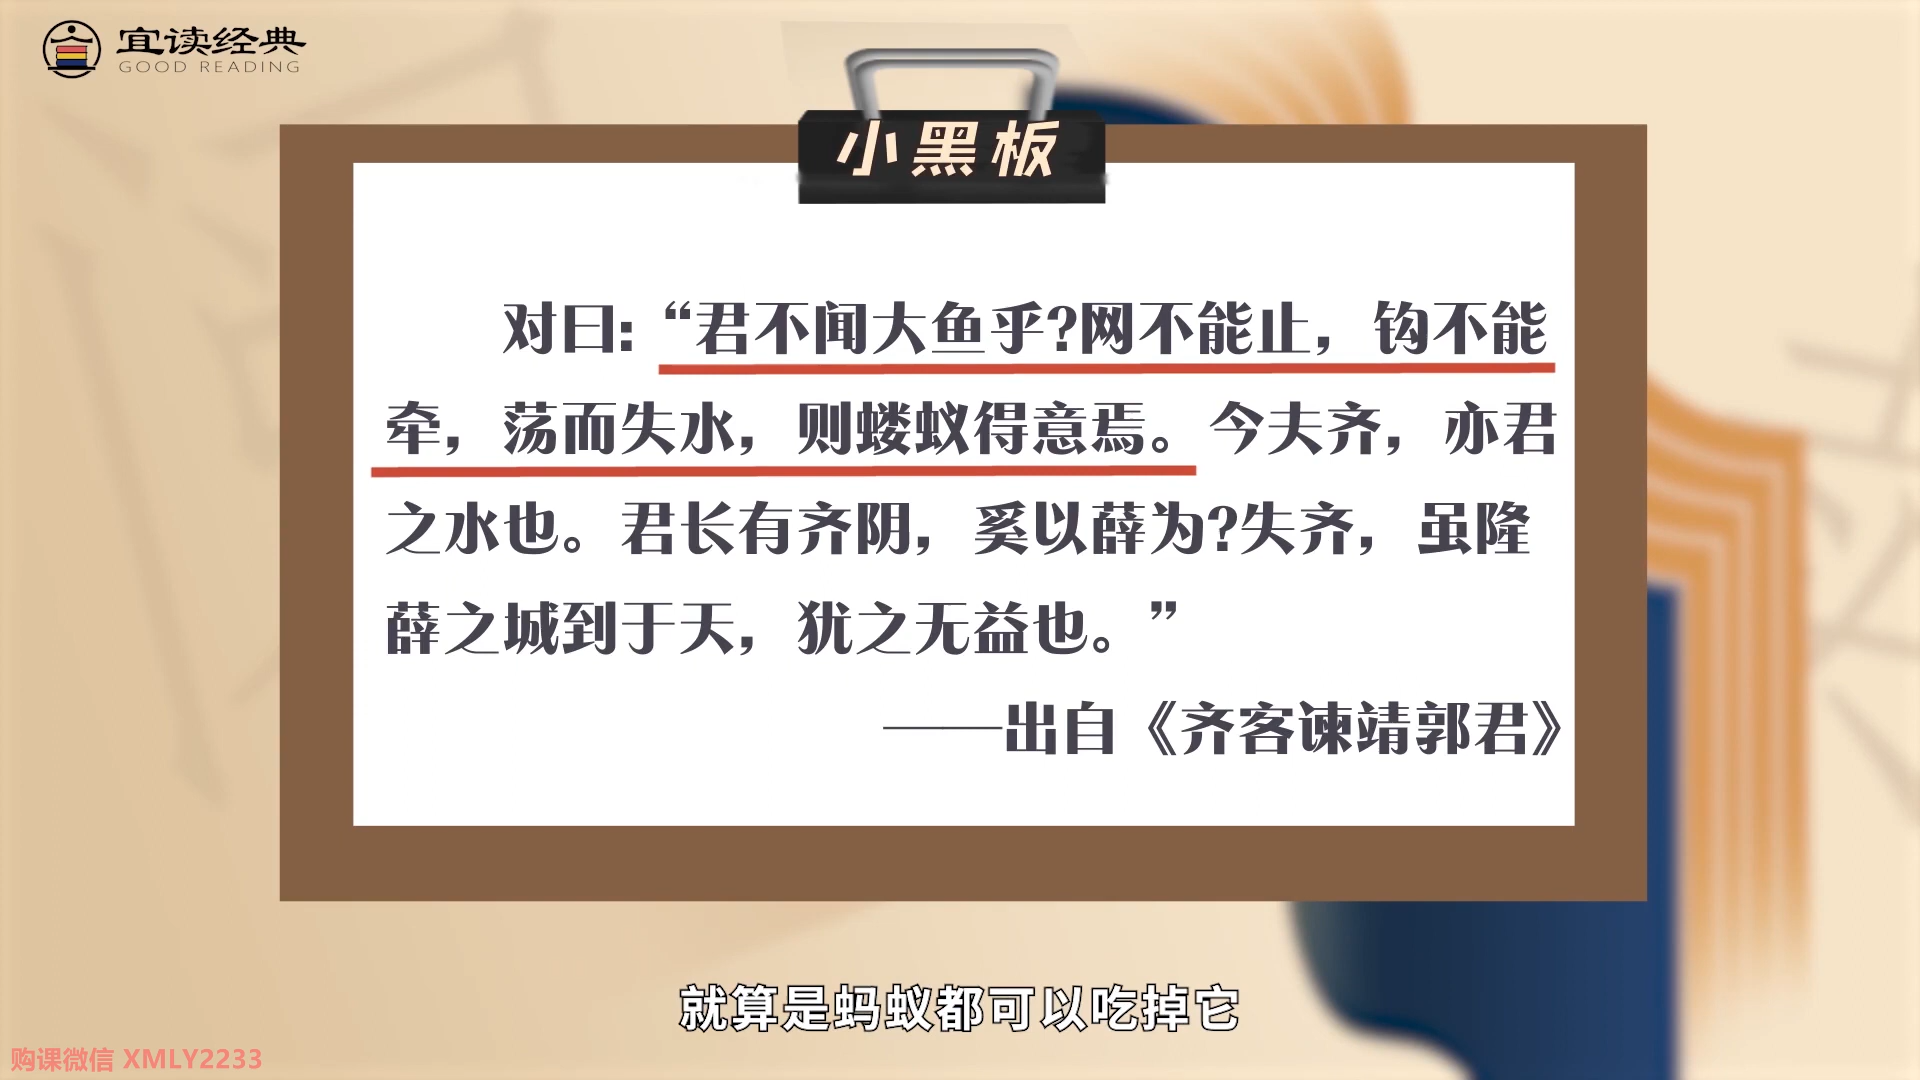 宜读经典
GOOD READING
小黑板
对曰：“君不闻大鱼乎？网不能止，钩不能
牵，荡而失水，则蝼蚁得意焉。今夫齐，亦君
之水也。君长有齐阴，奚以薛为？失齐，虽隆
薛之城到于天，犹之无益也。”
——出自《齐客谏靖郭君》
就算是蚂蚁都可以吃掉它
购课微信 XMLY2233